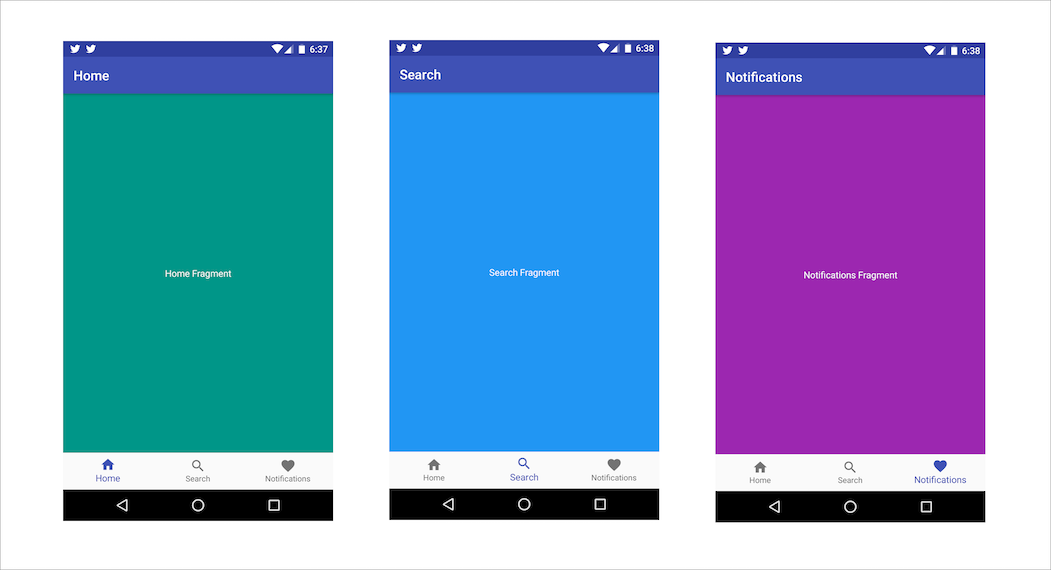 6:37
Home
Home Fragment
Home
Search
Notifications
6:38
Search
Search Fragment
Home
Search
Notifications
6:38
Notifications
Notifications Fragment
Home
Search
Notifications